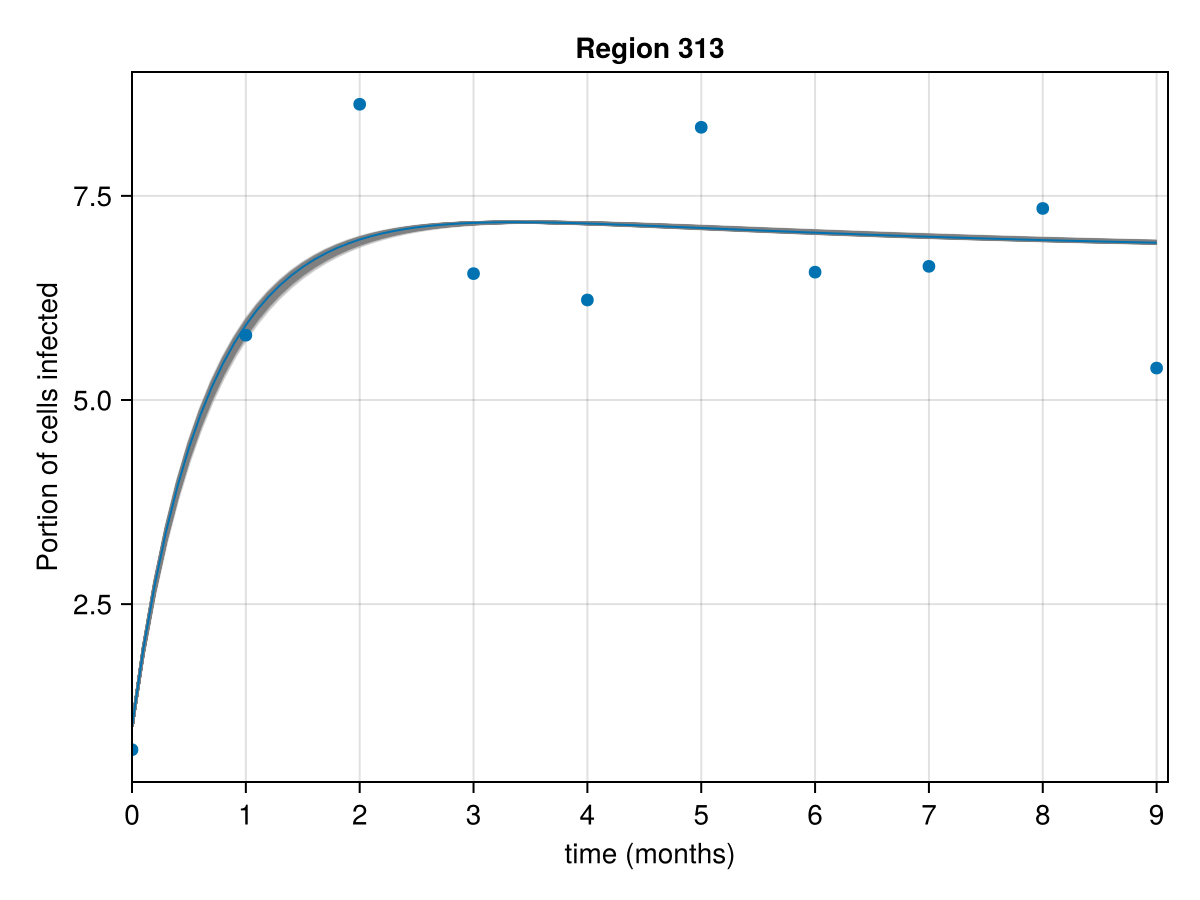 Region 313
7.5
5.0
2.5
Portion of cells infected
0 1 2 3 4 5 6 7 8 9
time (months)